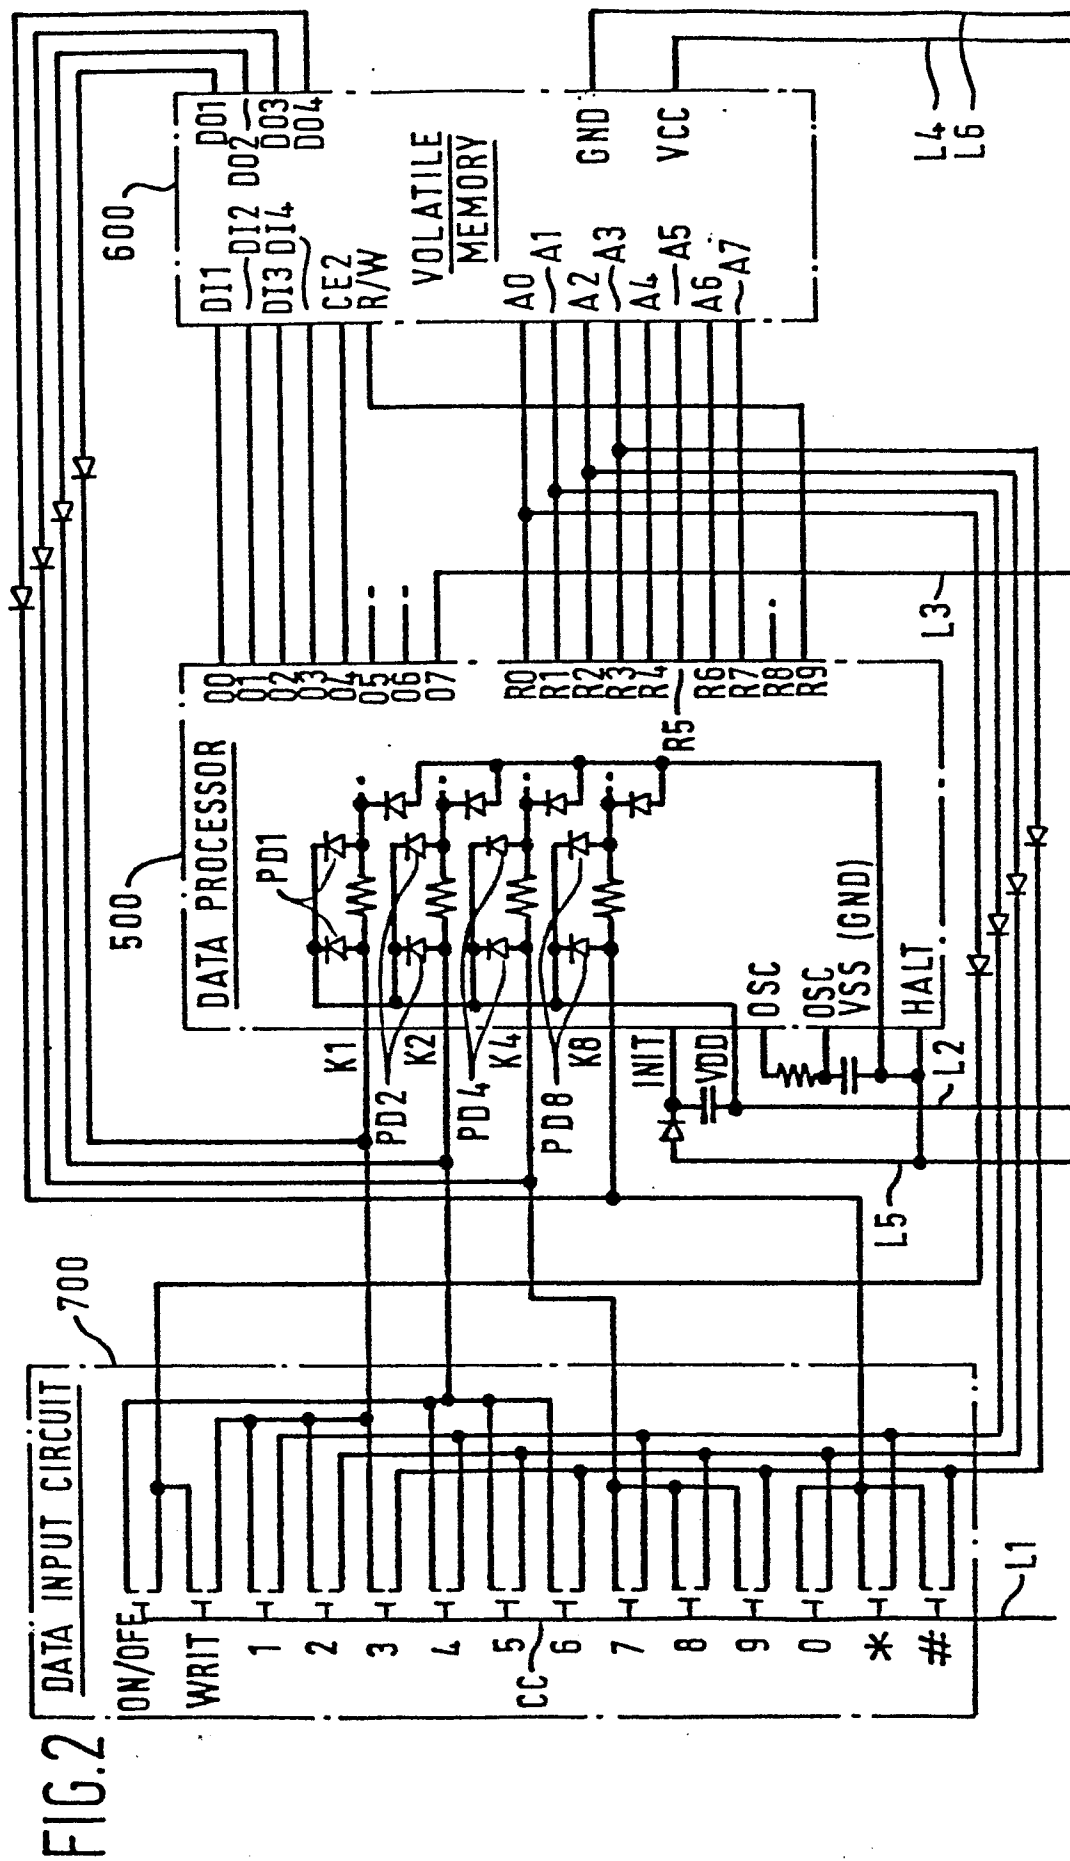 FIG.2
DATA INPUT CIRCUIT
700
ON/OFF
WRIT
1
2
3
4
5
6
7
8
9
0
*
#
CC
L1
500
DATA PROCESSOR
PD1
K1
PD2
K2
PD4
K4
PD8
K8
INIT
VDD
OSC
OSC
VSS (GND)
HALT
L2
L5
O0
O1
O2
O3
O4
O5
O6
O7
R0
R1
R2
R3
R4
R5
R6
R7
R8
R9
L3
600
VOLATILE
MEMORY
DI1
DI2
DI3
DI4
CE2
R/W
DO1
DO2
DO3
DO4
A0
A1
A2
A3
A4
A5
A6
A7
GND
VCC
L4
L6